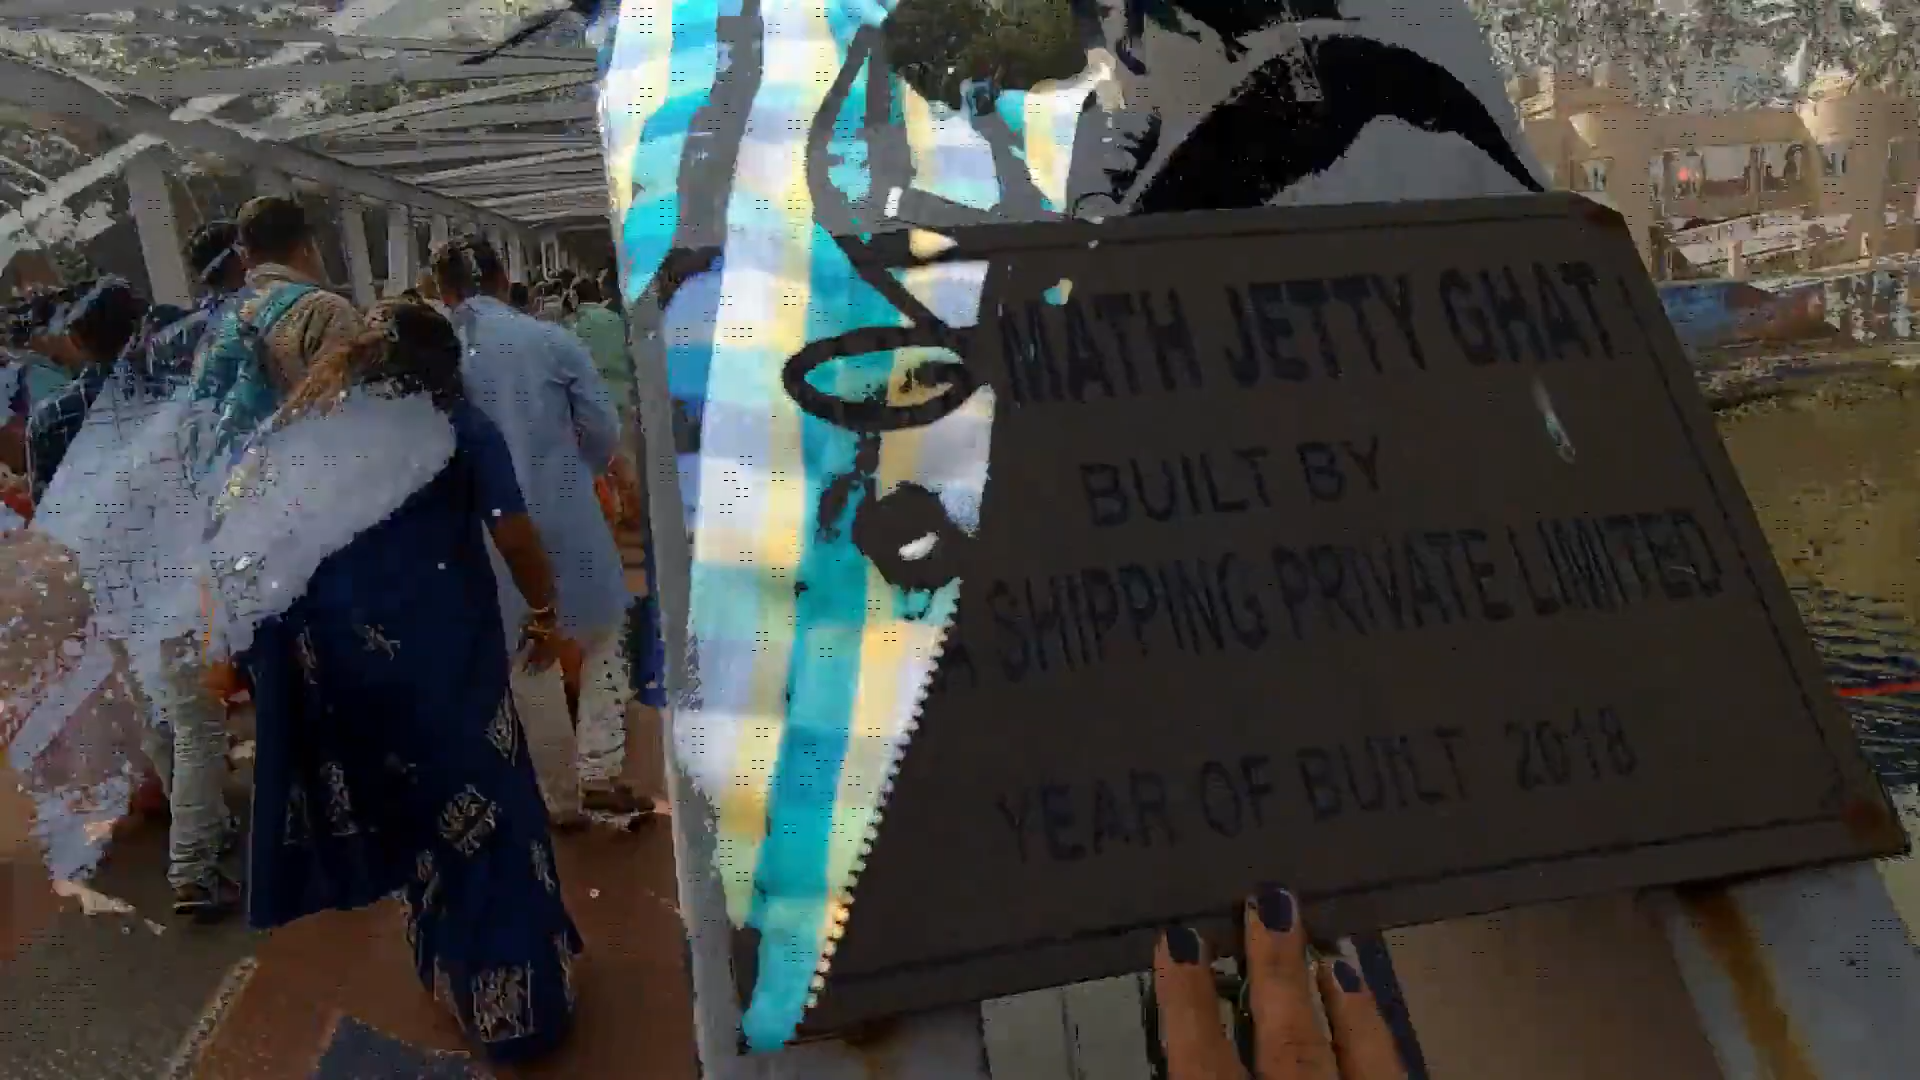 MATH JETTY GHAT
BUILT BY
A SHIPPING PRIVATE LIMITED
YEAR OF BUILT 2018